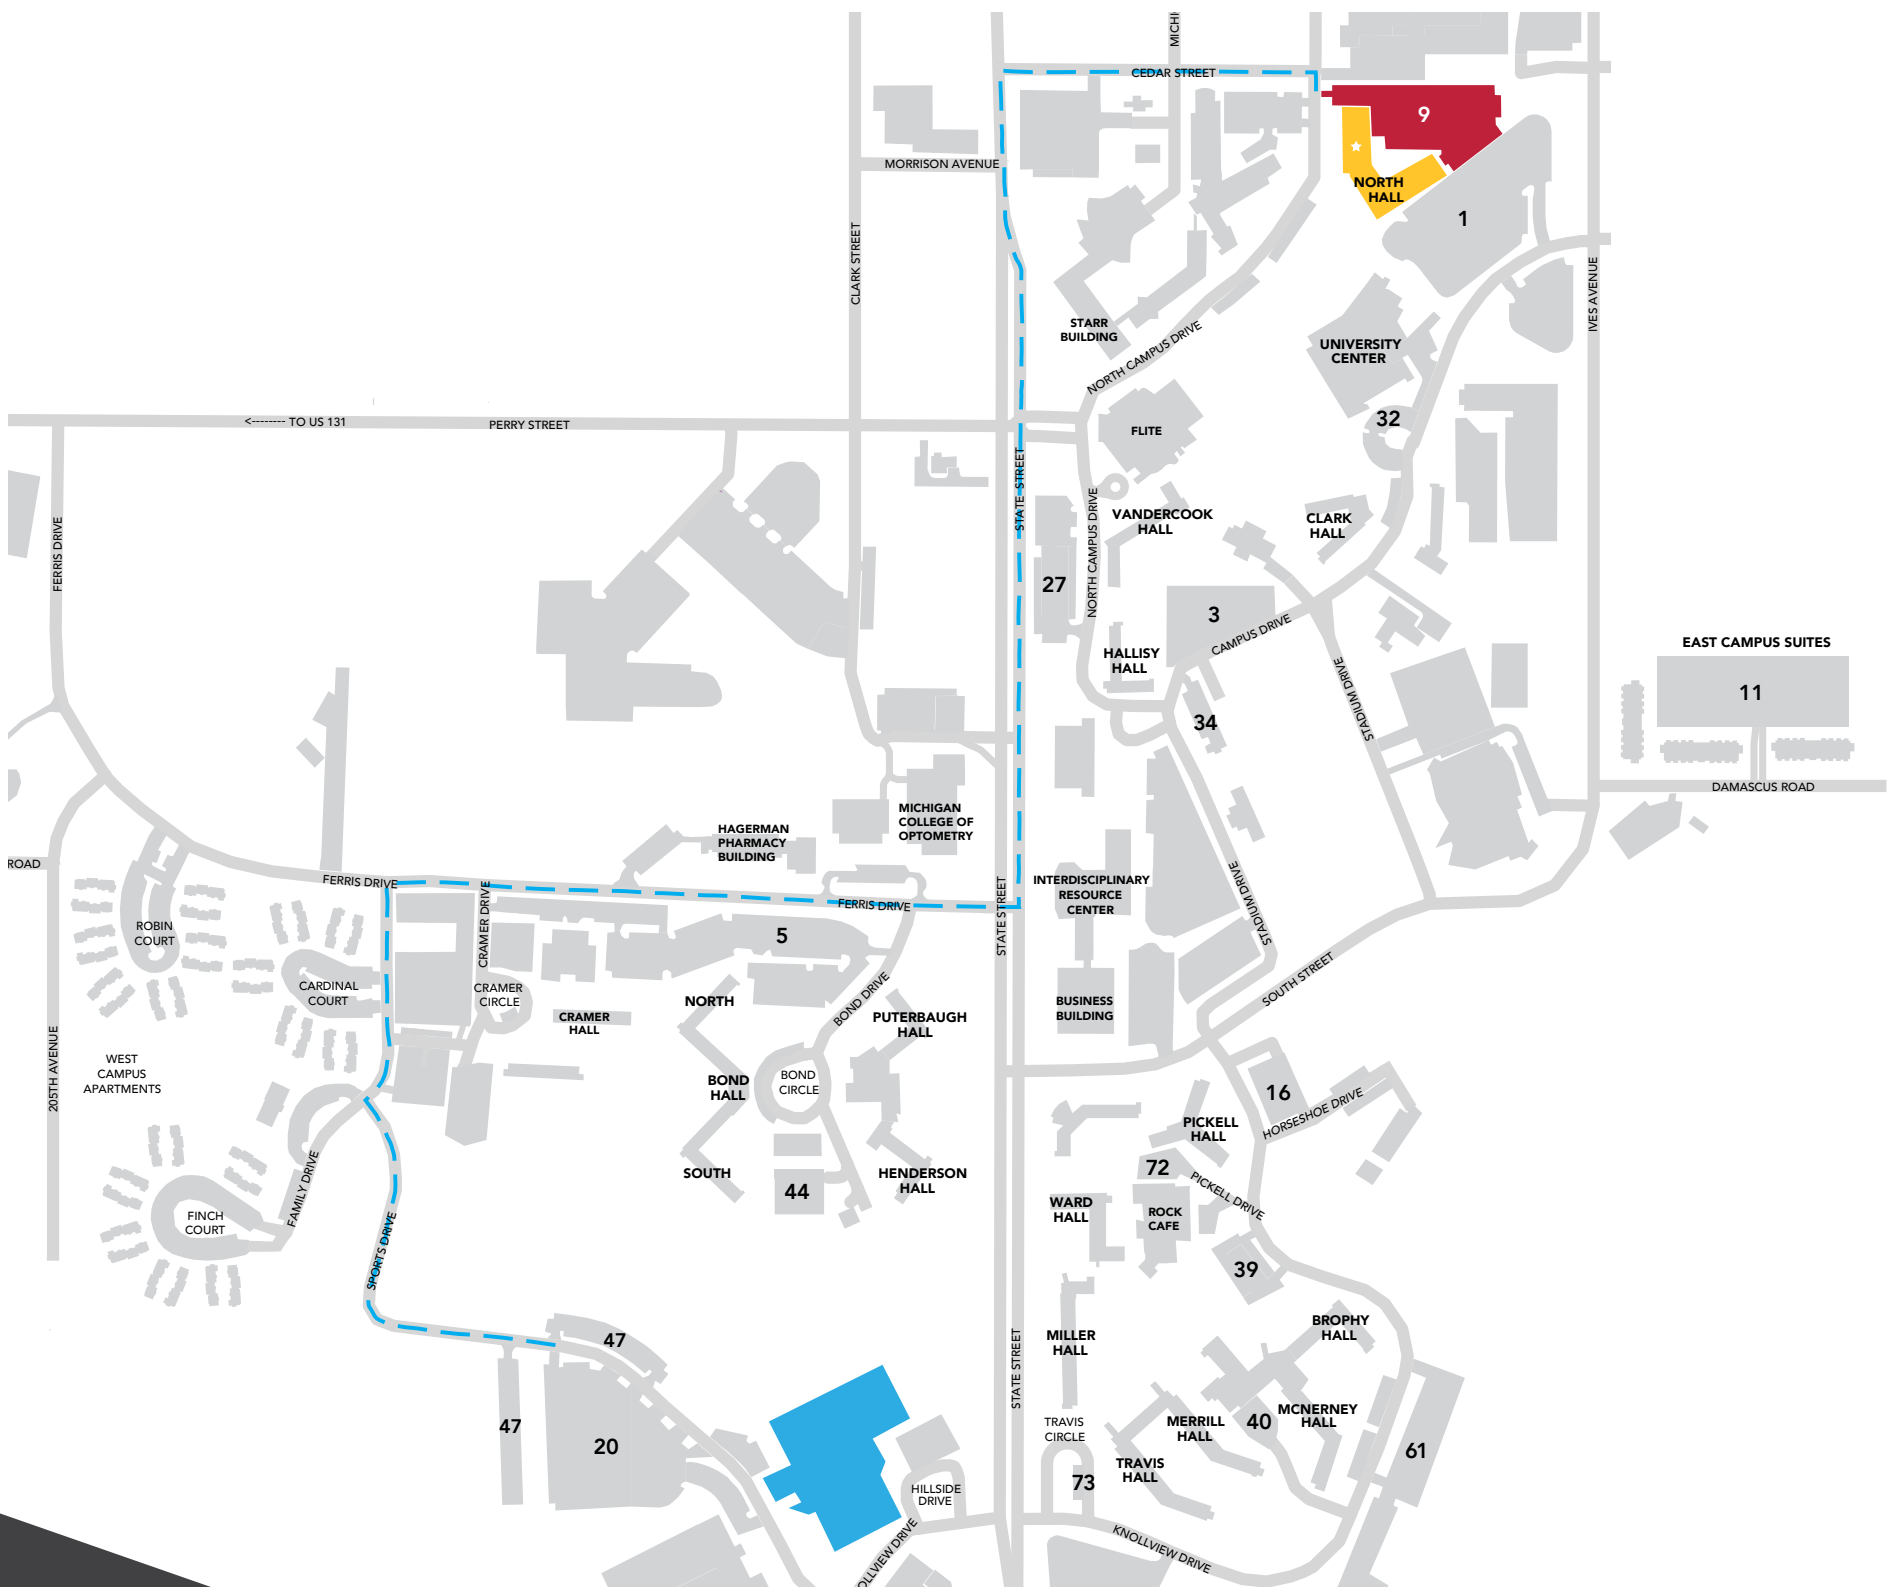 MICHI
CEDAR STREET
9
MORRISON AVENUE
NORTH
HALL
1
CLARK STREET
IVES AVENUE
STARR
BUILDING
NORTH CAMPUS DRIVE
UNIVERSITY
CENTER
<-------- TO US 131
PERRY STREET
32
FLITE
STATE STREET
FERRIS DRIVE
NORTH CAMPUS DRIVE
VANDERCOOK
HALL
CLARK
HALL
27
3
CAMPUS DRIVE
HALLISY
HALL
EAST CAMPUS SUITES
11
STADIUM DRIVE
34
DAMASCUS ROAD
MICHIGAN
COLLEGE OF
OPTOMETRY
HAGERMAN
PHARMACY
BUILDING
ROAD
FERRIS DRIVE
CRAMER DRIVE
FERRIS DRIVE
INTERDISCIPLINARY
RESOURCE
CENTER
STADIUM DRIVE
STATE STREET
ROBIN
COURT
5
CARDINAL
COURT
CRAMER
CIRCLE
CRAMER
HALL
NORTH
BOND DRIVE
PUTERBAUGH
HALL
BUSINESS
BUILDING
SOUTH STREET
205TH AVENUE
WEST
CAMPUS
APARTMENTS
BOND
HALL
BOND
CIRCLE
16
HORSESHOE DRIVE
PICKELL
HALL
72
PICKELL DRIVE
SOUTH
44
HENDERSON
HALL
WARD
HALL
ROCK
CAFE
FAMILY DRIVE
FINCH
COURT
SPORTS DRIVE
39
BROPHY
HALL
47
MILLER
HALL
STATE STREET
47
20
TRAVIS
CIRCLE
MERRILL
HALL
40
MCNERNEY
HALL
61
TRAVIS
HALL
73
HILLSIDE
DRIVE
OLLVIEW DRIVE
KNOLLVIEW DRIVE